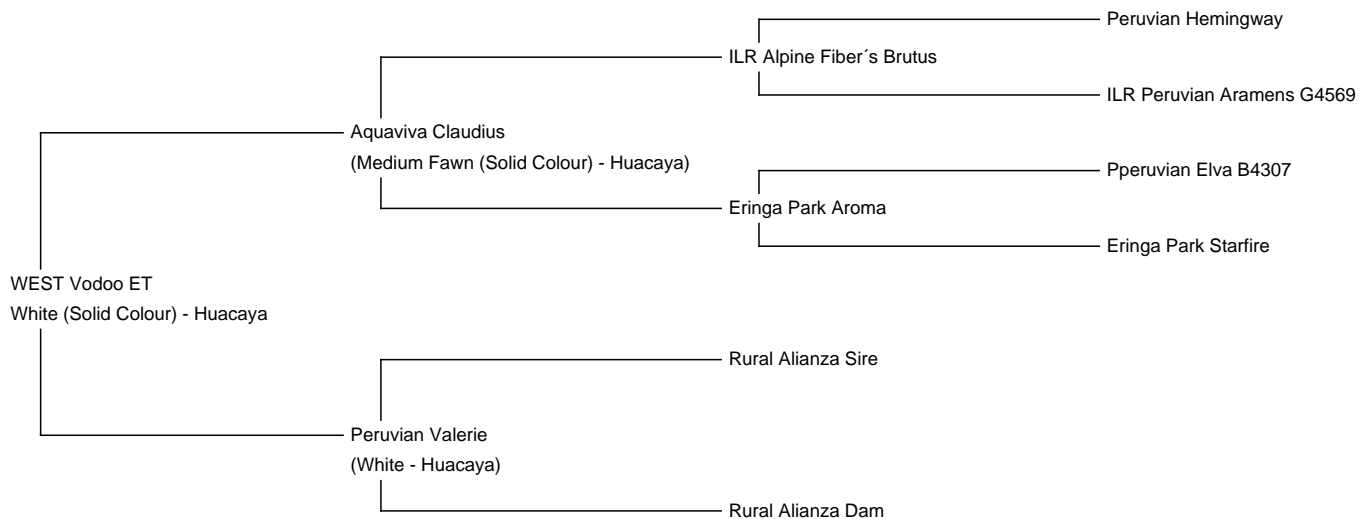 Peruvian Hemingway
ILR Alpine Fiber´s Brutus
ILR Peruvian Aramens G4569
Aquaviva Claudius
(Medium Fawn (Solid Colour) - Huacaya)
Pperuvian Elva B4307
Eringa Park Aroma
Eringa Park Starfire
WEST Vodoo ET
White (Solid Colour) - Huacaya
Rural Alianza Sire
Peruvian Valerie
(White - Huacaya)
Rural Alianza Dam